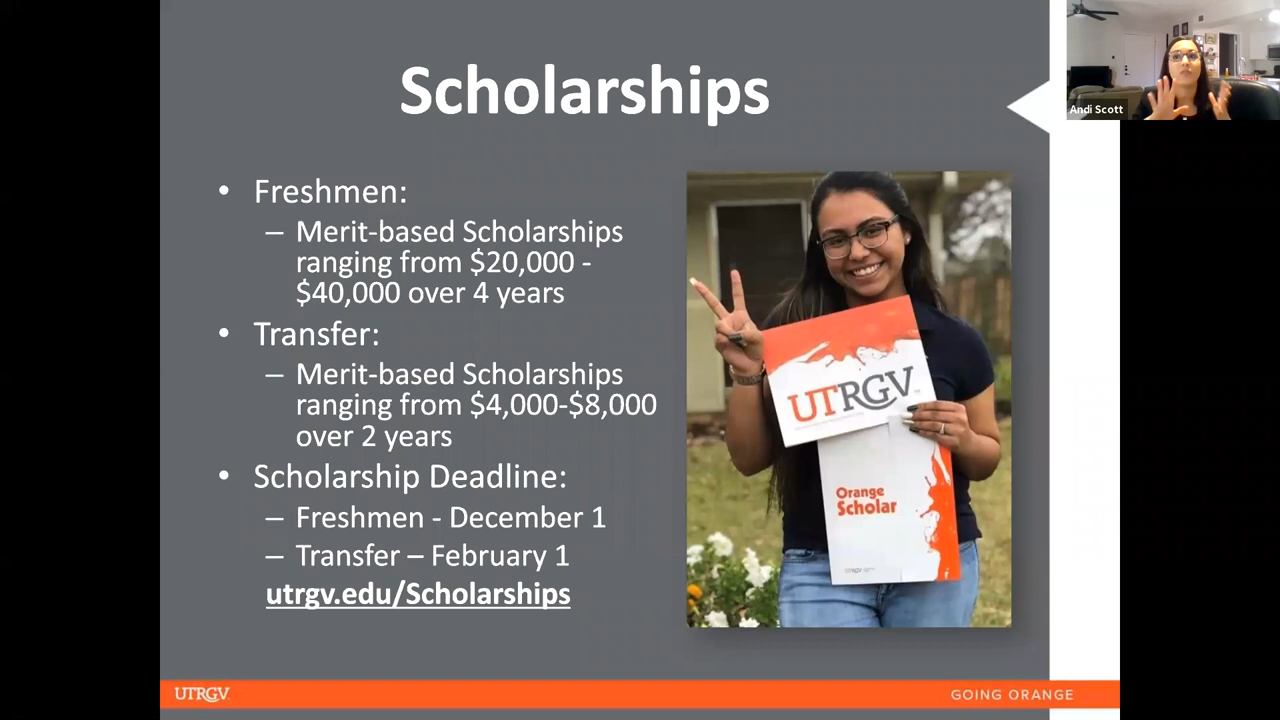 Scholarships
Andi Scott
• Freshmen:
– Merit-based Scholarships
ranging from $20,000 -
$40,000 over 4 years
• Transfer:
– Merit-based Scholarships
ranging from $4,000-$8,000
over 2 years
• Scholarship Deadline:
– Freshmen - December 1
– Transfer – February 1
utrgv.edu/Scholarships
UTRGV
Orange
Scholar
UTRGV
UTRGV
GOING ORANGE